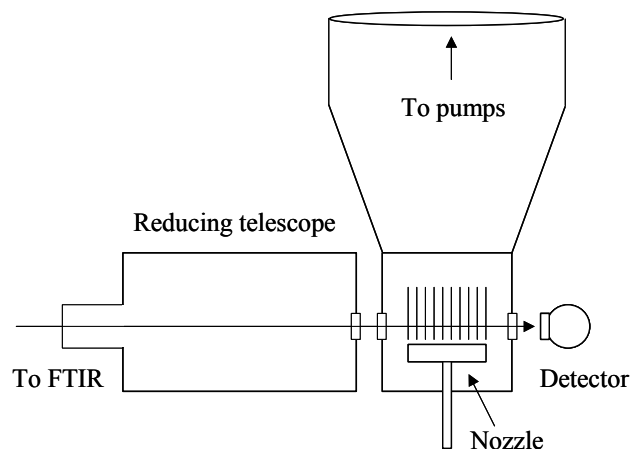 To pumps
Reducing telescope
To FTIR
Detector
Nozzle